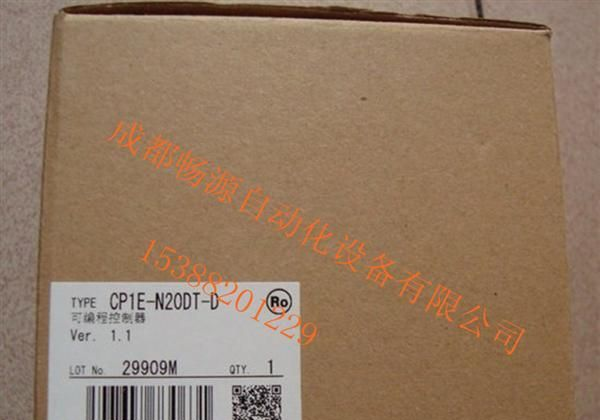 成都畅源自动化设备有限公司
15388201229
TYPE CP1E-N20DT-D Ro
可编程控制器
Ver. 1.1
LOT No. 29909M QTY. 1